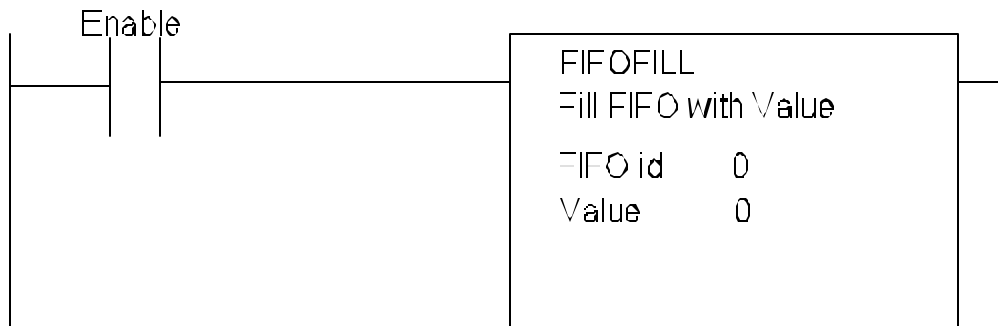 Enable
FIFOFILL
Fill FIFO with Value
FIFO id 0
Value 0